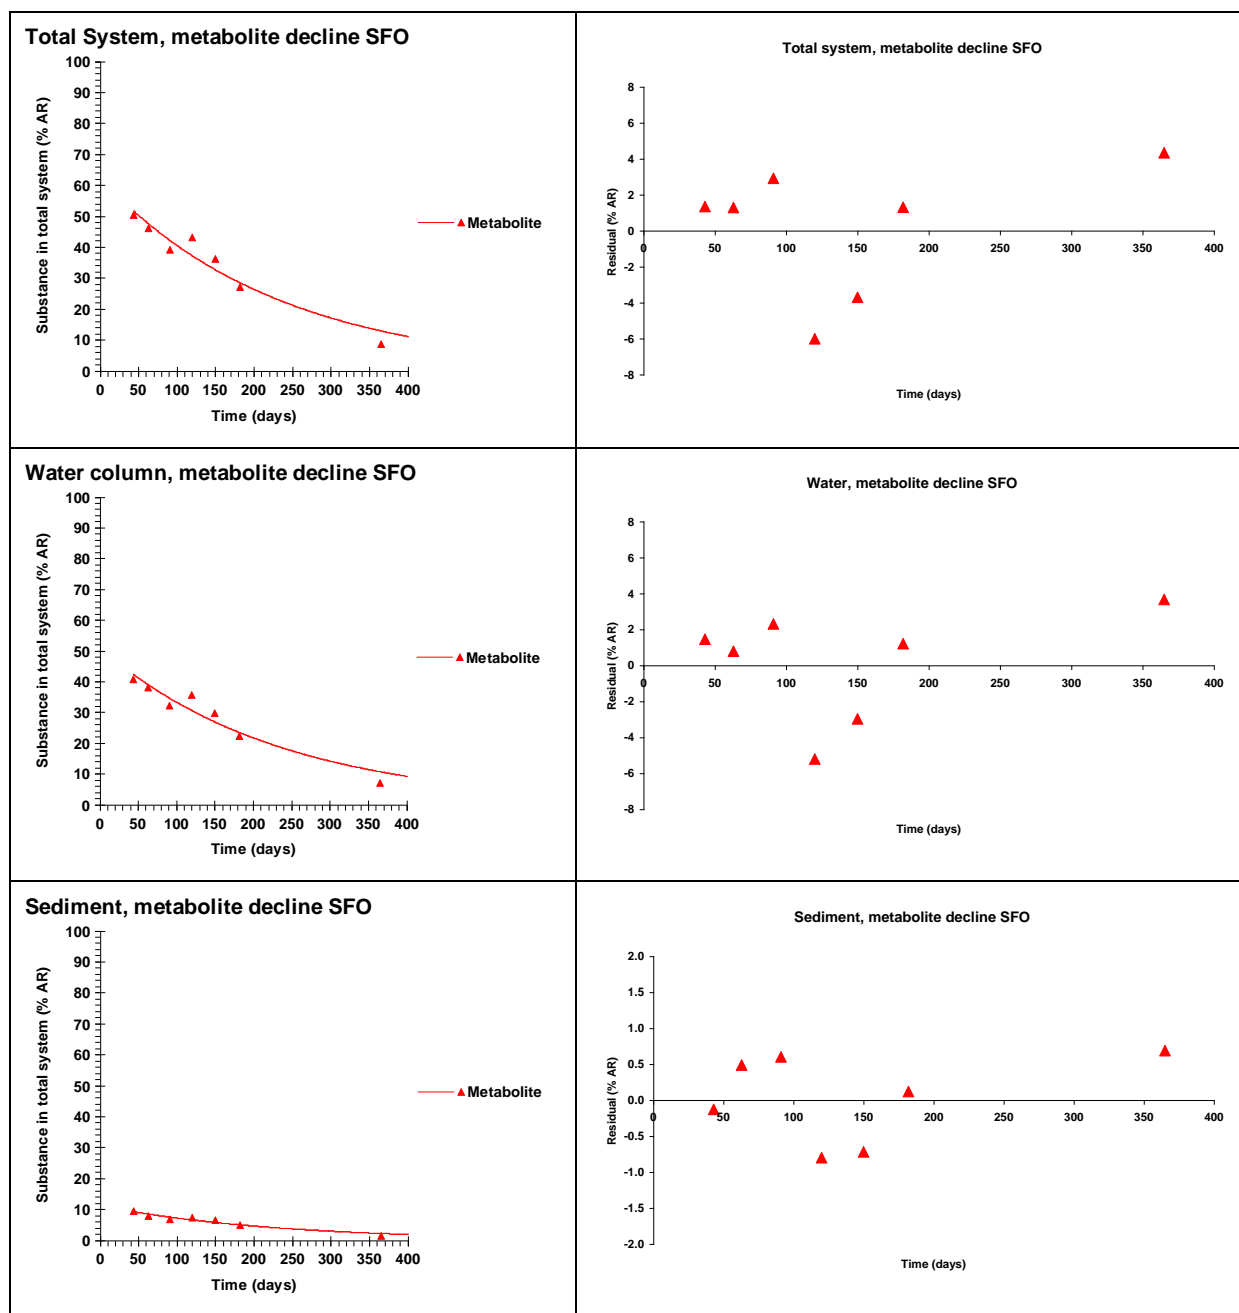 Total System, metabolite decline SFO
Substance in total system (% AR)
100
90
80
70
60
50
40
30
20
10
0
0 50 100 150 200 250 300 350 400
Time (days)
Metabolite
Total system, metabolite decline SFO
Residual (% AR)
8
6
4
2
0
-2
-4
-6
-8
0 50 100 150 200 250 300 350 400
Time (days)
Water column, metabolite decline SFO
Substance in total system (% AR)
100
90
80
70
60
50
40
30
20
10
0
0 50 100 150 200 250 300 350 400
Time (days)
Metabolite
Water, metabolite decline SFO
Residual (% AR)
8
6
4
2
0
-2
-4
-6
-8
0 50 100 150 200 250 300 350 400
Time (days)
Sediment, metabolite decline SFO
Substance in total system (% AR)
100
90
80
70
60
50
40
30
20
10
0
0 50 100 150 200 250 300 350 400
Time (days)
Metabolite
Sediment, metabolite decline SFO
Residual (% AR)
2.0
1.5
1.0
0.5
0.0
-0.5
-1.0
-1.5
-2.0
0 50 100 150 200 250 300 350 400
Time (days)